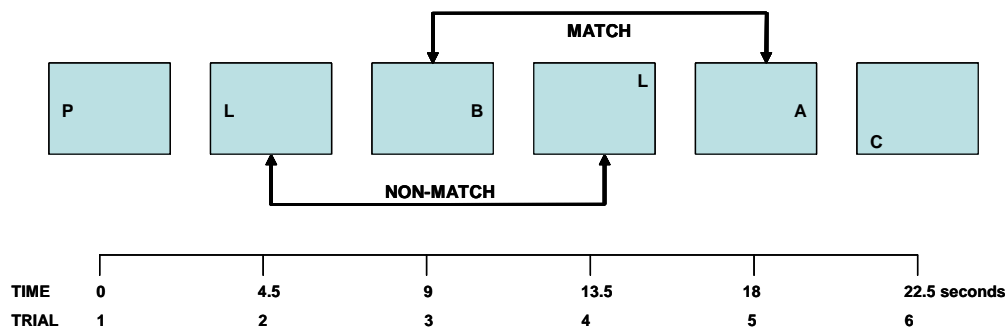 MATCH
L
P L B A
C
NON-MATCH
TIME 0 4.5 9 13.5 18 22.5 seconds
TRIAL 1 2 3 4 5 6